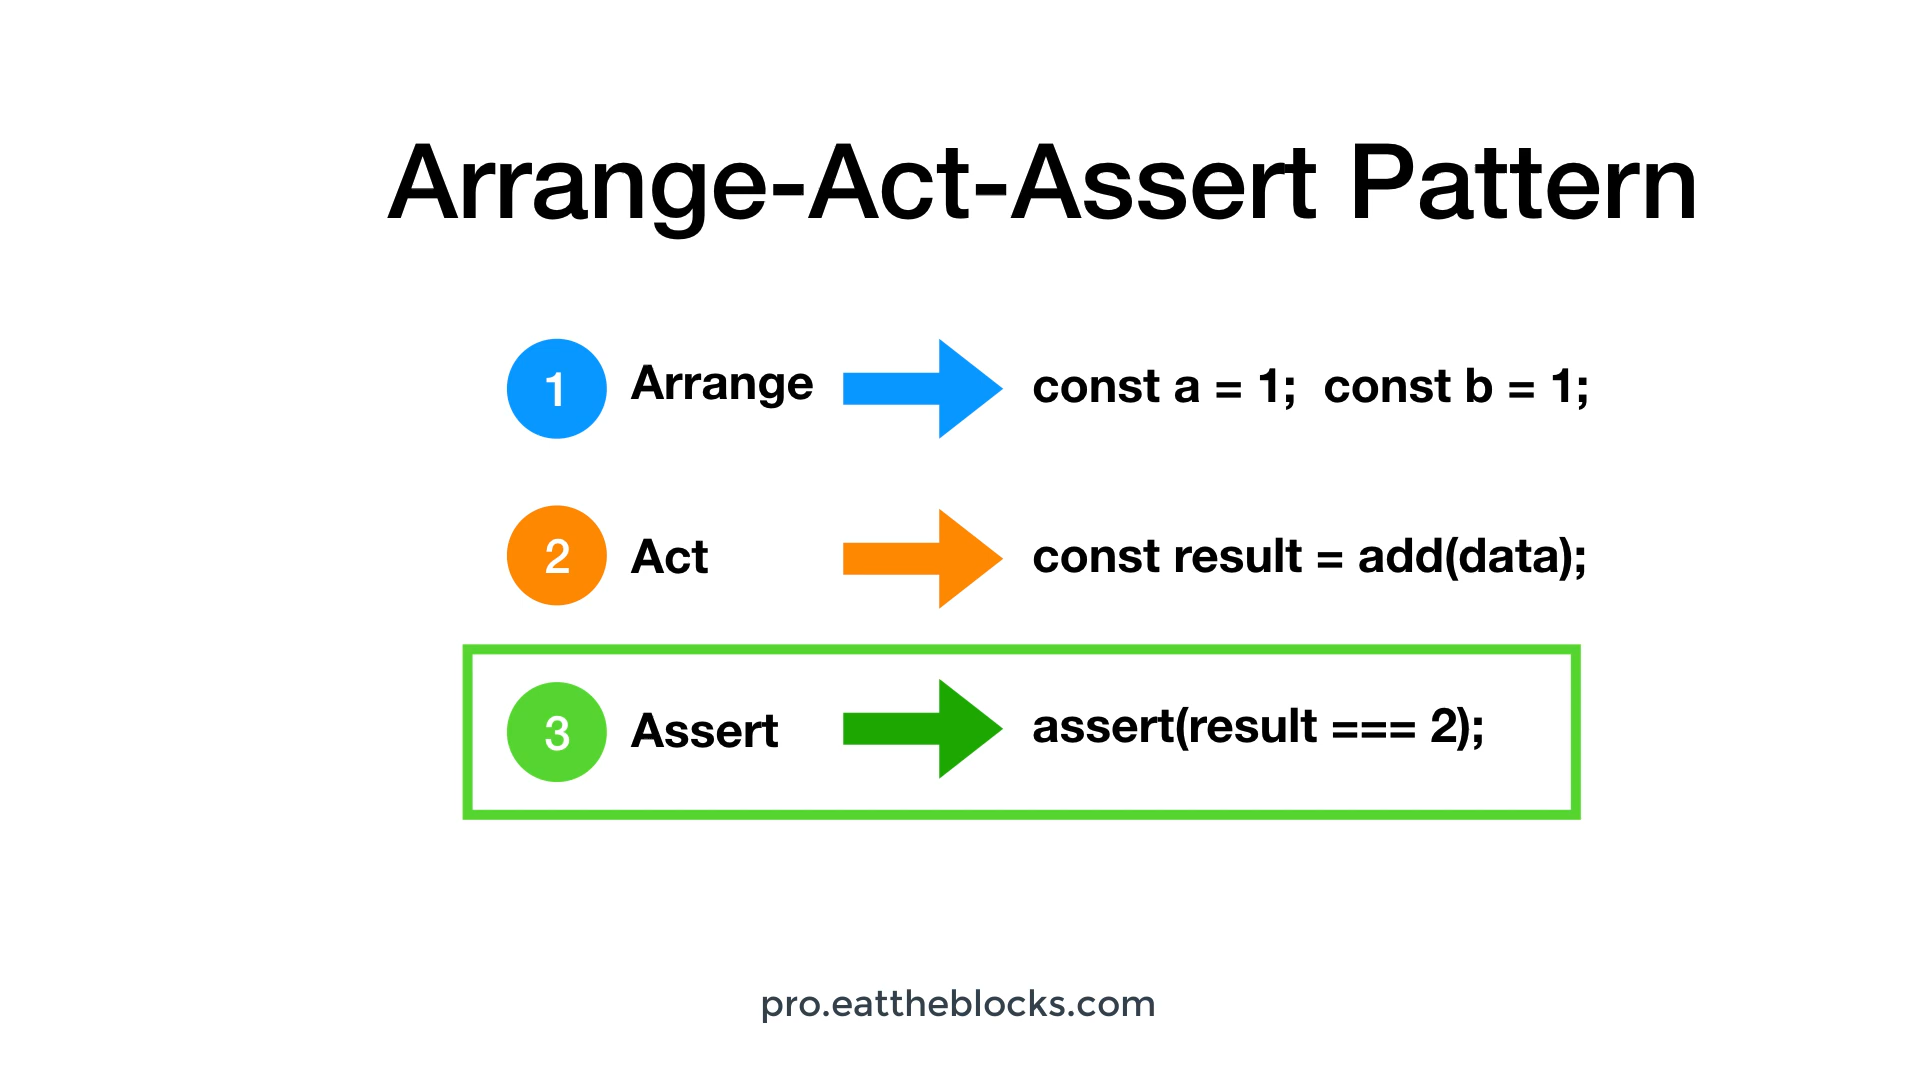 Arrange-Act-Assert Pattern
1 Arrange const a = 1;  const b = 1;
2 Act const result = add(data);
3 Assert assert(result === 2);
pro.eattheblocks.com